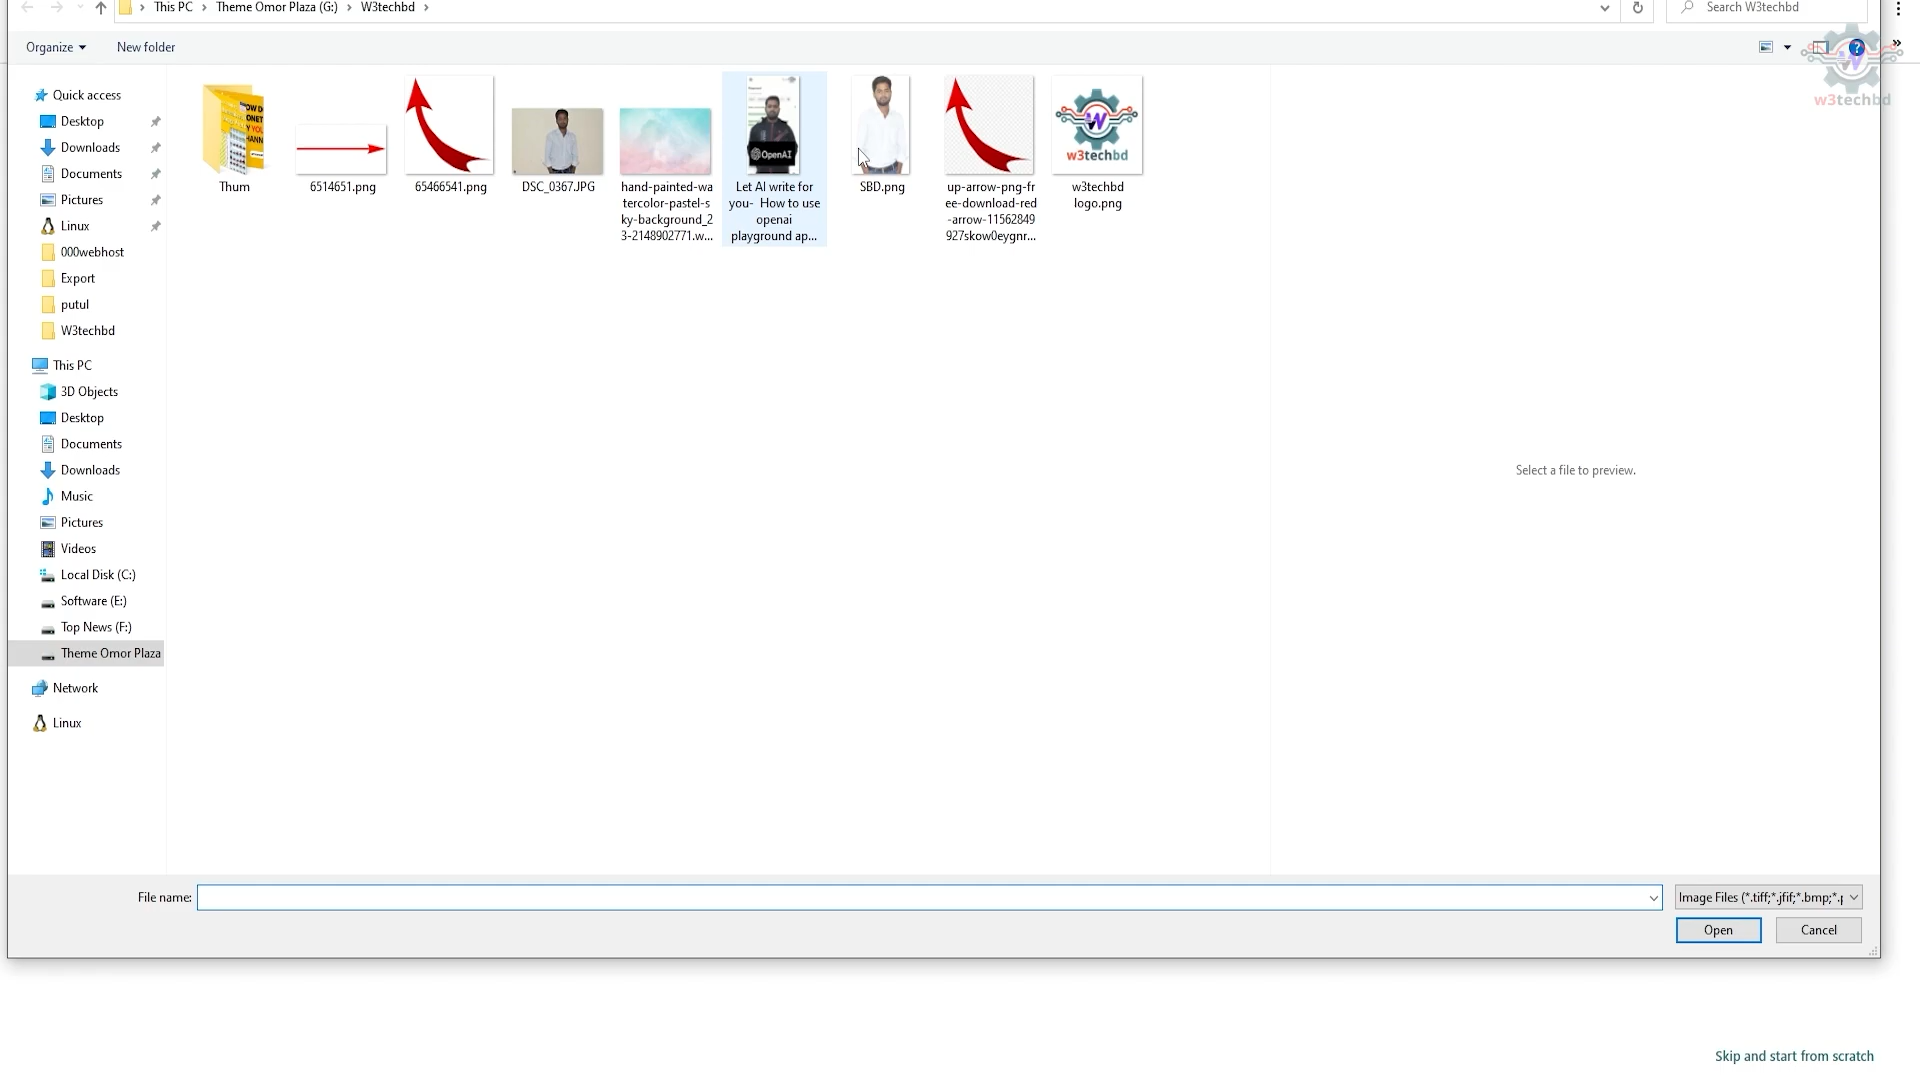 This PC > Theme Omor Plaza (G:) > W3techbd >
Search W3techbd
Organize
New folder
w3techbd
Quick access
Desktop
Downloads
Documents
Pictures
Linux
000webhost
Export
putul
W3techbd
This PC
3D Objects
Desktop
Documents
Downloads
Music
Pictures
Videos
Local Disk (C:)
Software (E:)
Top News (F:)
Theme Omor Plaza
Network
Linux
Thum
6514651.png
65466541.png
DSC_0367.JPG
hand-painted-wa
tercolor-pastel-s
ky-background_2
3-2148902771.w...
OpenAI
Let AI write for
you- How to use
openai
playground ap...
SBD.png
up-arrow-png-fr
ee-download-red
-arrow-11562849
927skow0eygnr...
w3techbd
w3techbd
logo.png
Select a file to preview.
File name:
Image Files (*.tiff;*.jfif;*.bmp;*.p
Open
Cancel
Skip and start from scratch